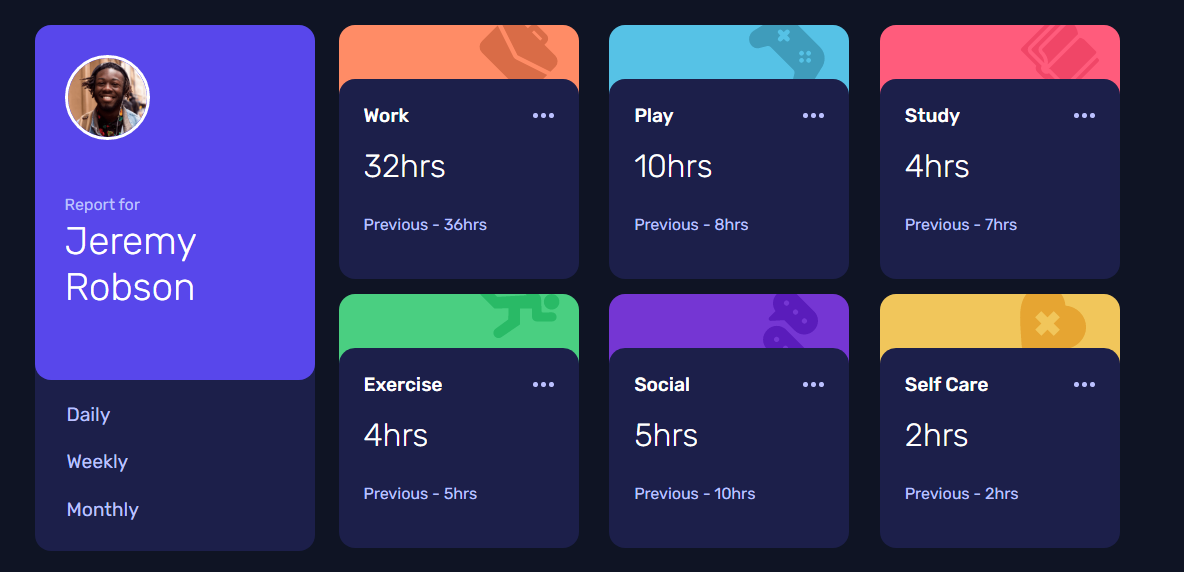 Report for
Jeremy
Robson
Daily
Weekly
Monthly
Work
32hrs
Previous - 36hrs
Play
10hrs
Previous - 8hrs
Study
4hrs
Previous - 7hrs
Exercise
4hrs
Previous - 5hrs
Social
5hrs
Previous - 10hrs
Self Care
2hrs
Previous - 2hrs